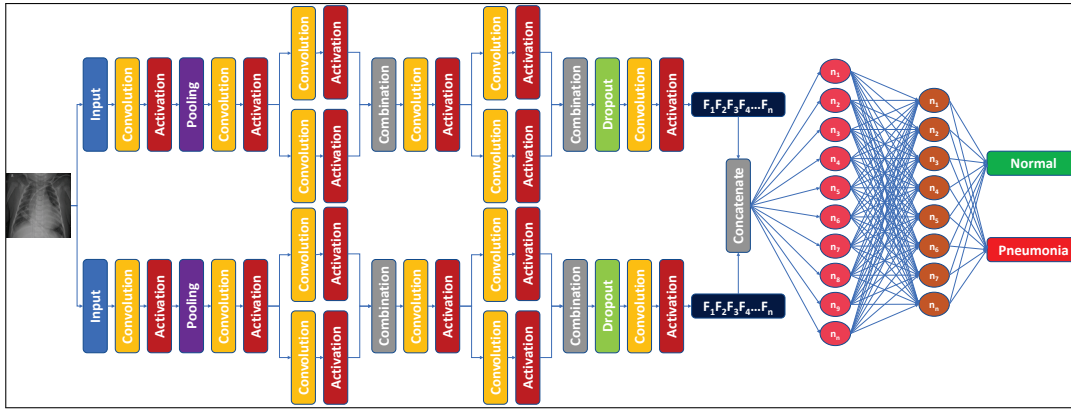 Input
Convolution
Activation
Pooling
Convolution
Activation
Convolution
Activation
Convolution
Activation
Combination
Convolution
Activation
Convolution
Activation
Convolution
Activation
Combination
Dropout
Convolution
Activation
F₁F₂F₃F₄...Fₙ
Input
Convolution
Activation
Pooling
Convolution
Activation
Convolution
Activation
Convolution
Activation
Combination
Convolution
Activation
Convolution
Activation
Convolution
Activation
Combination
Dropout
Convolution
Activation
F₁F₂F₃F₄...Fₙ
Concatenate
n₁
n₂
n₃
n₄
n₅
n₆
n₇
n₈
n₉
nₙ
n₁
n₂
n₃
n₄
n₅
n₆
n₇
nₙ
Normal
Pneumonia